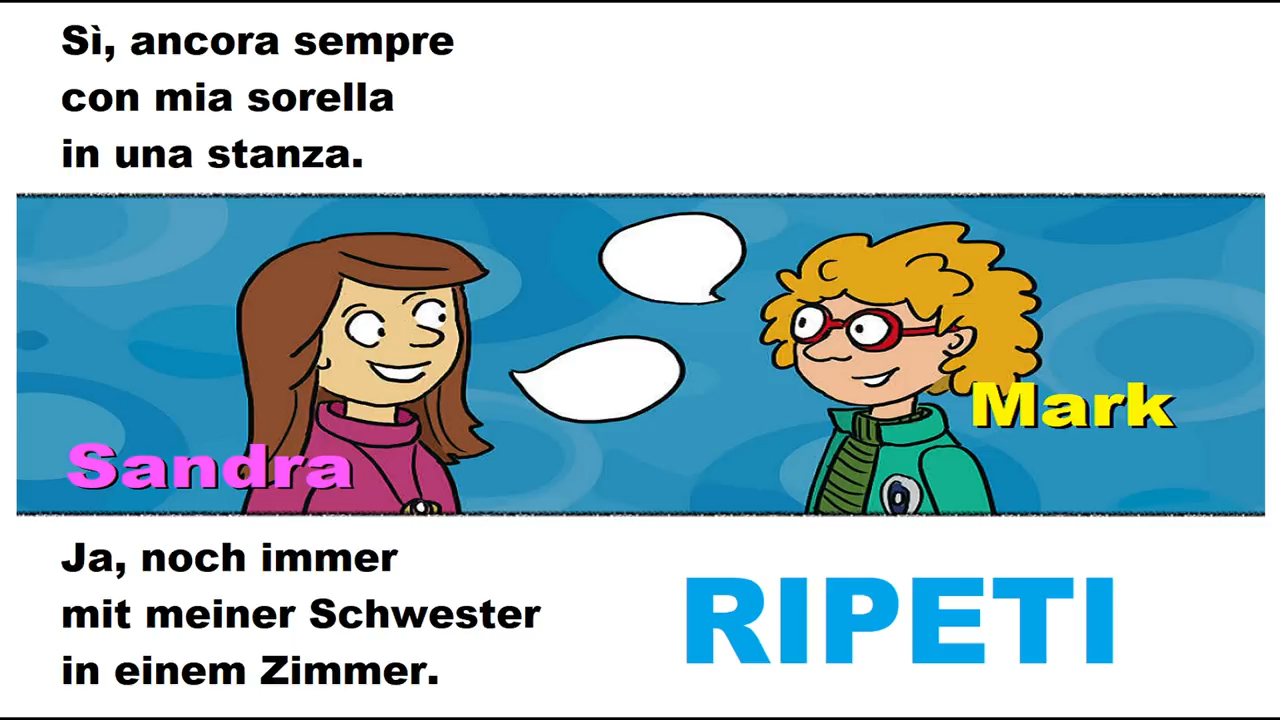 Sì, ancora sempre
con mia sorella
in una stanza.
Sandra
Mark
Ja, noch immer
mit meiner Schwester
in einem Zimmer.
RIPETI